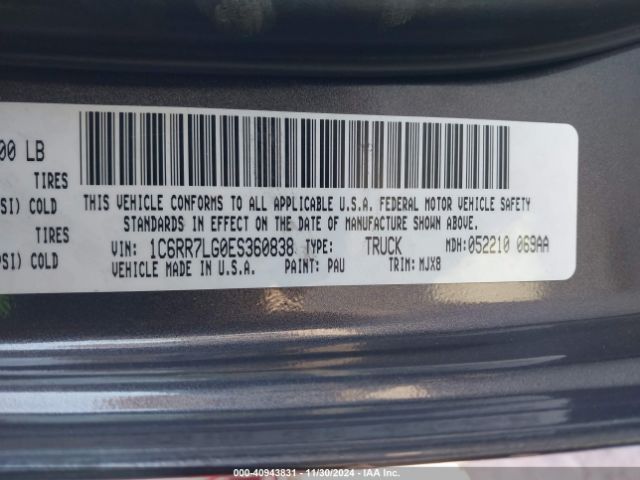 00 LB
TIRES
SI) COLD
TIRES
PSI) COLD
THIS VEHICLE CONFORMS TO ALL APPLICABLE U.S.A. FEDERAL MOTOR VEHICLE SAFETY
STANDARDS IN EFFECT ON THE DATE OF MANUFACTURE SHOWN ABOVE.
VIN: 1C6RR7LG0ES360838 TYPE: TRUCK MDH: 052210 069AA
VEHICLE MADE IN U.S.A. PAINT: PAU TRIM: MJX8
© - 40943831 - 11/30/2024 - IAA Inc.